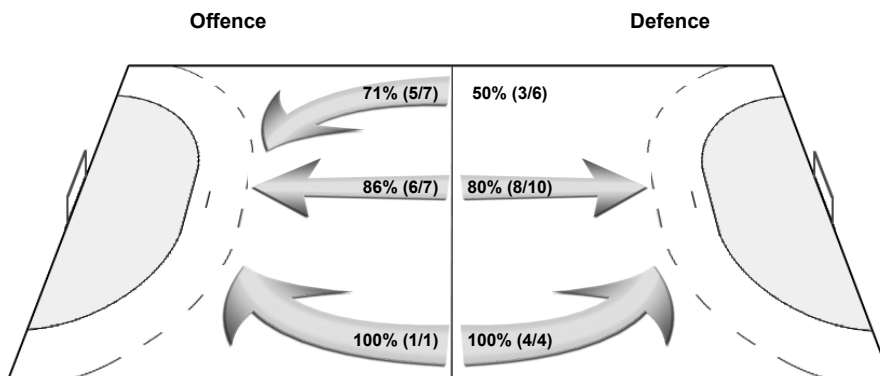 Offence Defence
71% (5/7) 50% (3/6)
86% (6/7) 80% (8/10)
100% (1/1) 100% (4/4)